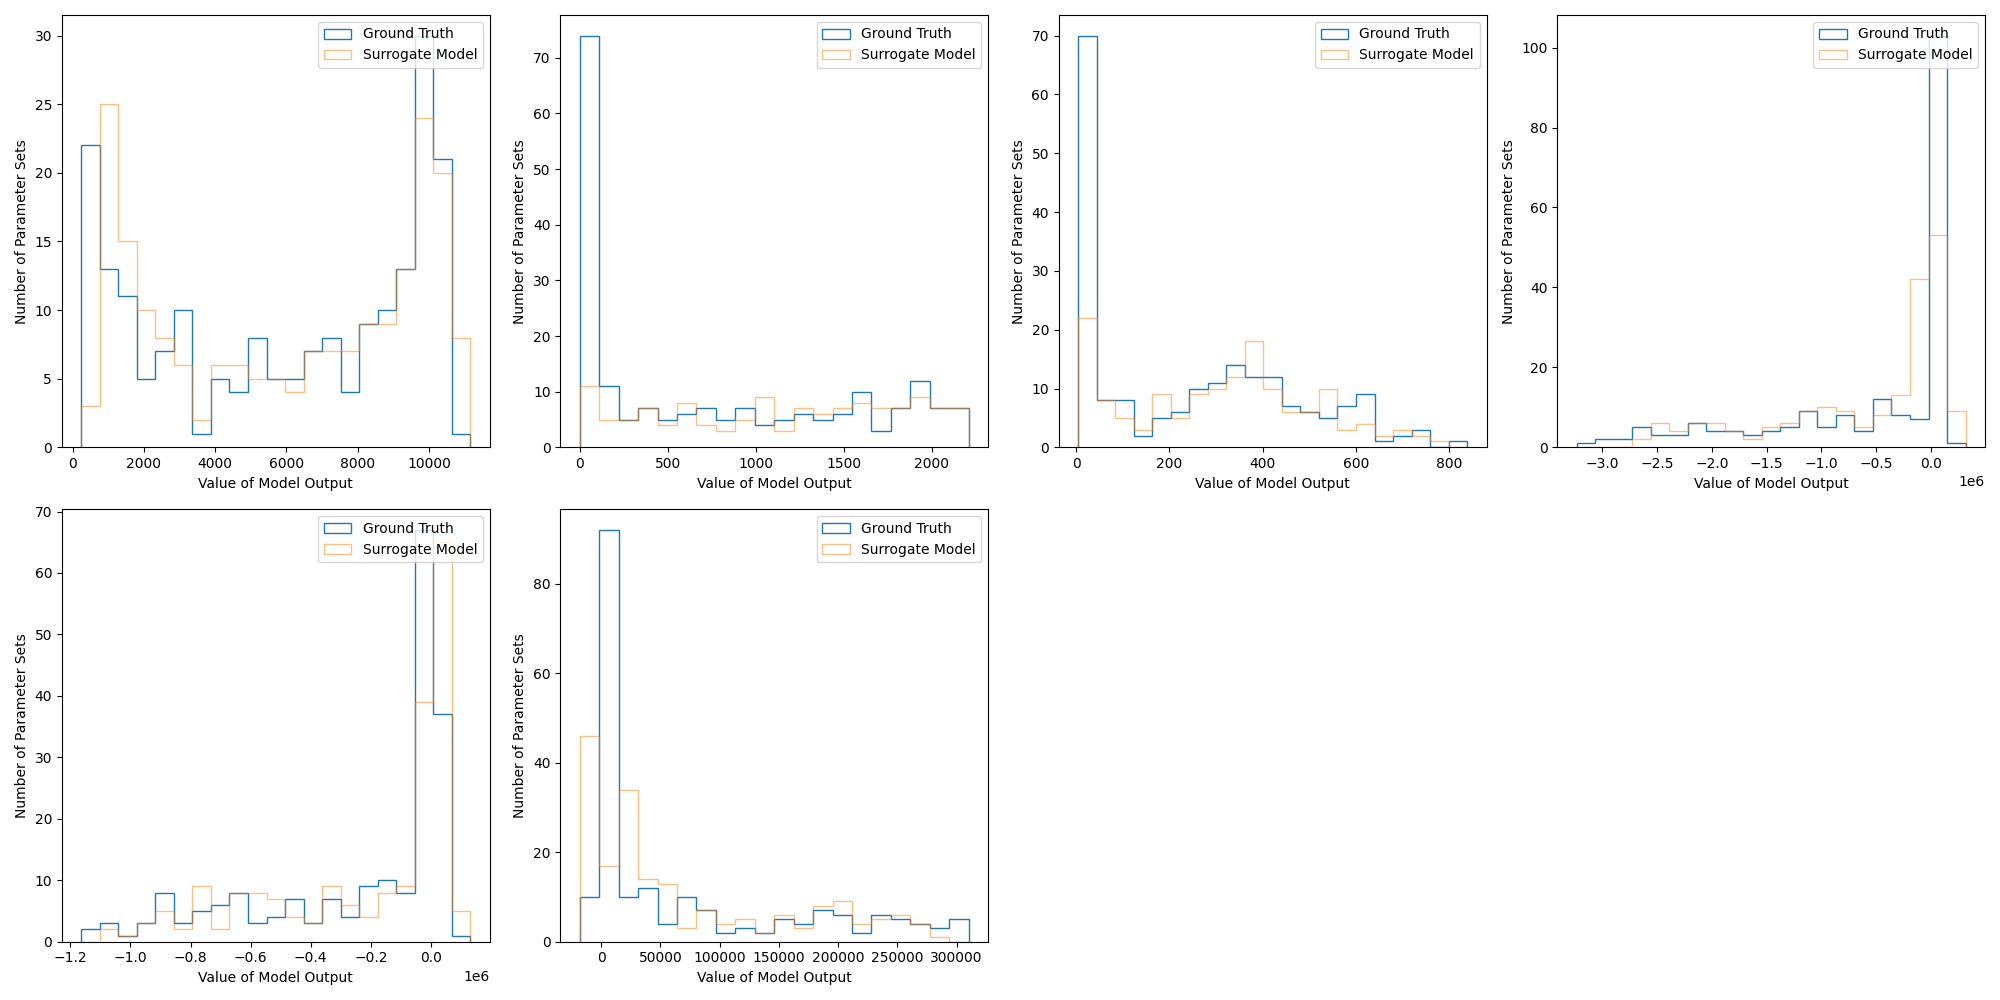 Number of Parameter Sets
30
25
20
15
10
5
0
Ground Truth
Surrogate Model
0 2000 4000 6000 8000 10000
Value of Model Output
Number of Parameter Sets
70
60
50
40
30
20
10
0
Ground Truth
Surrogate Model
0 500 1000 1500 2000
Value of Model Output
Number of Parameter Sets
70
60
50
40
30
20
10
0
Ground Truth
Surrogate Model
0 200 400 600 800
Value of Model Output
Number of Parameter Sets
100
80
60
40
20
0
Ground Truth
Surrogate Model
−3.0 −2.5 −2.0 −1.5 −1.0 −0.5 0.0
1e6
Value of Model Output
Number of Parameter Sets
70
60
50
40
30
20
10
0
Ground Truth
Surrogate Model
−1.2 −1.0 −0.8 −0.6 −0.4 −0.2 0.0
1e6
Value of Model Output
Number of Parameter Sets
80
60
40
20
0
Ground Truth
Surrogate Model
0 50000 100000 150000 200000 250000 300000
Value of Model Output